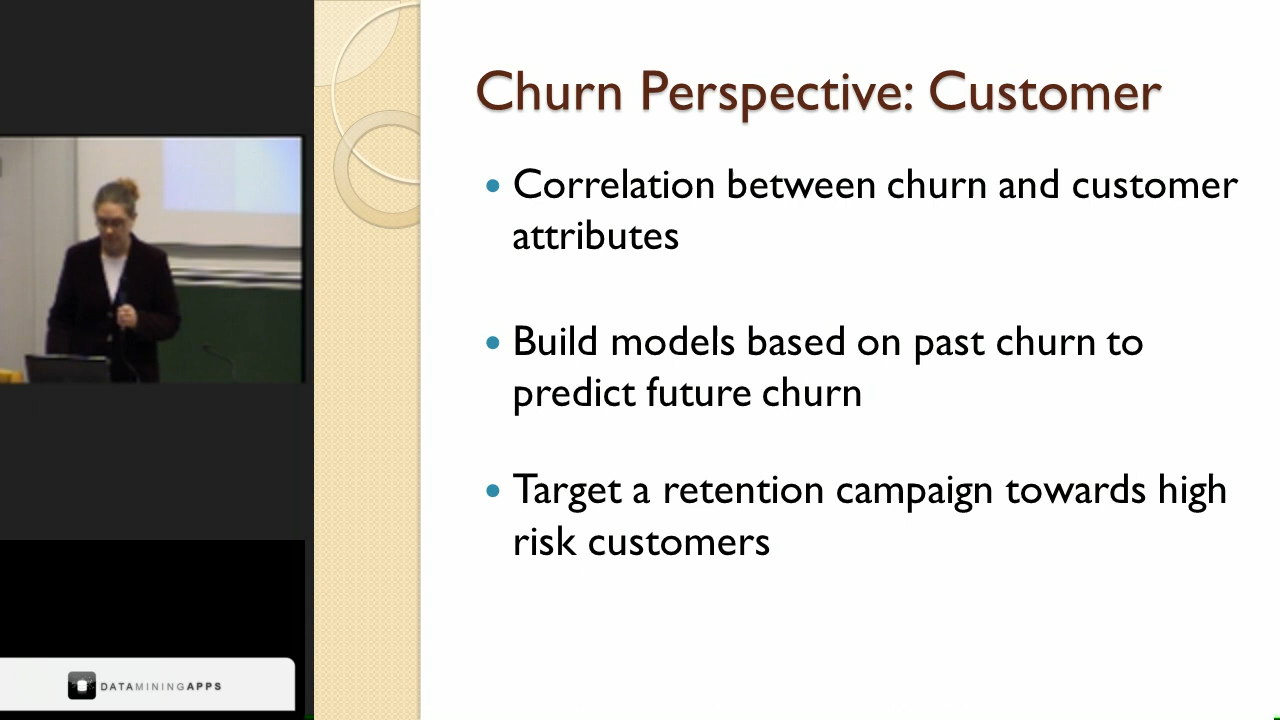 Churn Perspective: Customer
Correlation between churn and customer
attributes
Build models based on past churn to
predict future churn
Target a retention campaign towards high
risk customers
DATAMININGAPPS